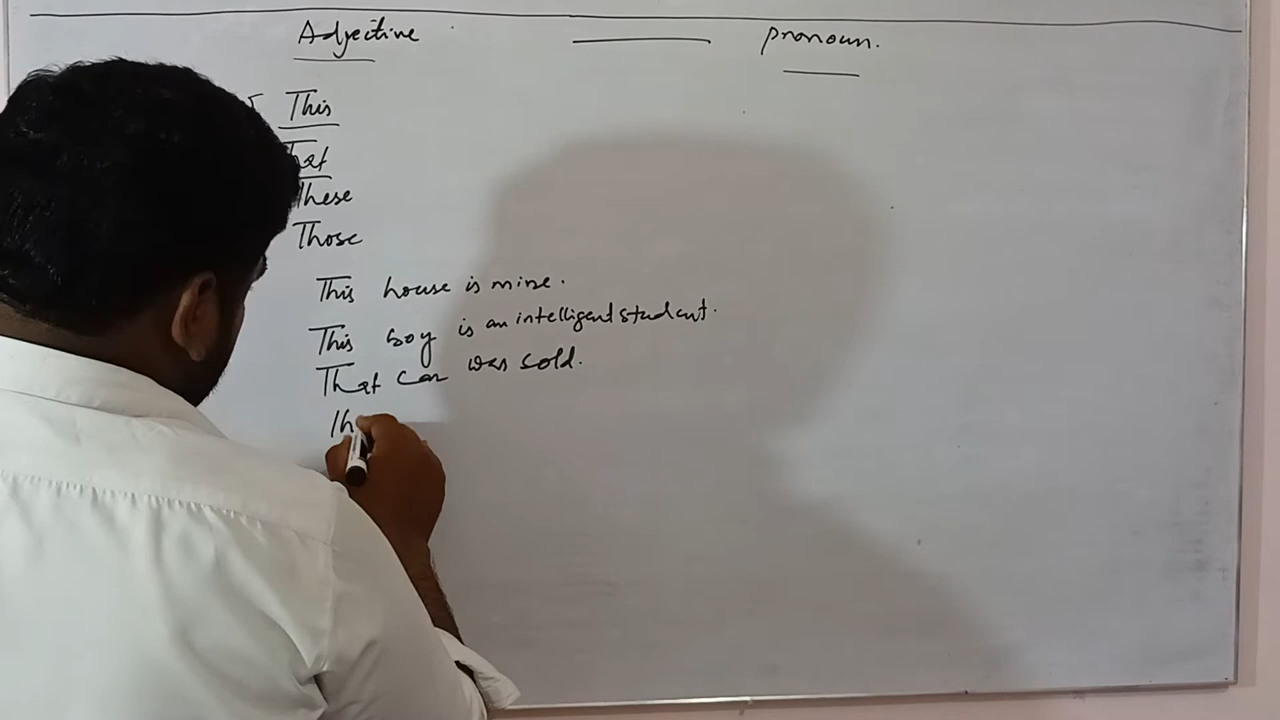 Adjective pronoun.
This
That
These
Those
This house is mine.
This boy is an intelligent student.
That car was sold.
Th